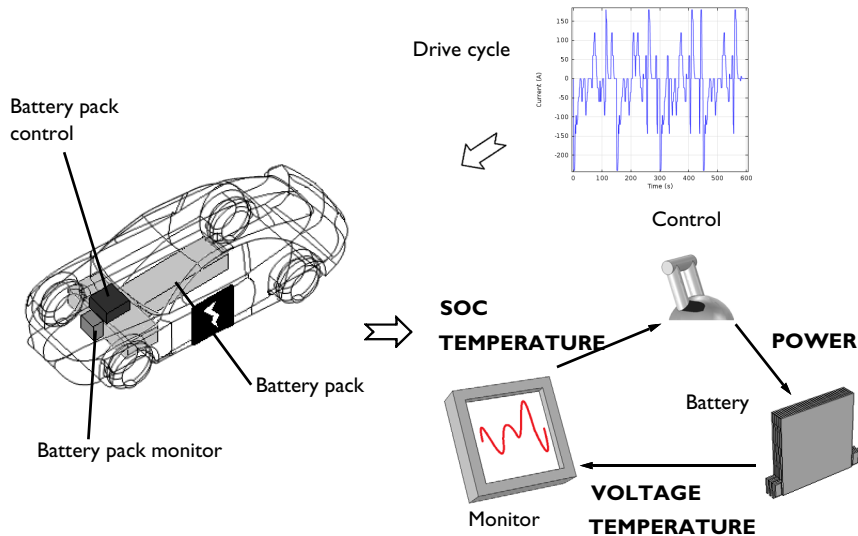 Drive cycle
150
100
50
0
-50
-100
-150
-200
Current (A)
0 100 200 300 400 500 600
Time (s)
Battery pack
control
Control
SOC
TEMPERATURE
POWER
Battery pack
Battery
Battery pack monitor
VOLTAGE
Monitor
TEMPERATURE